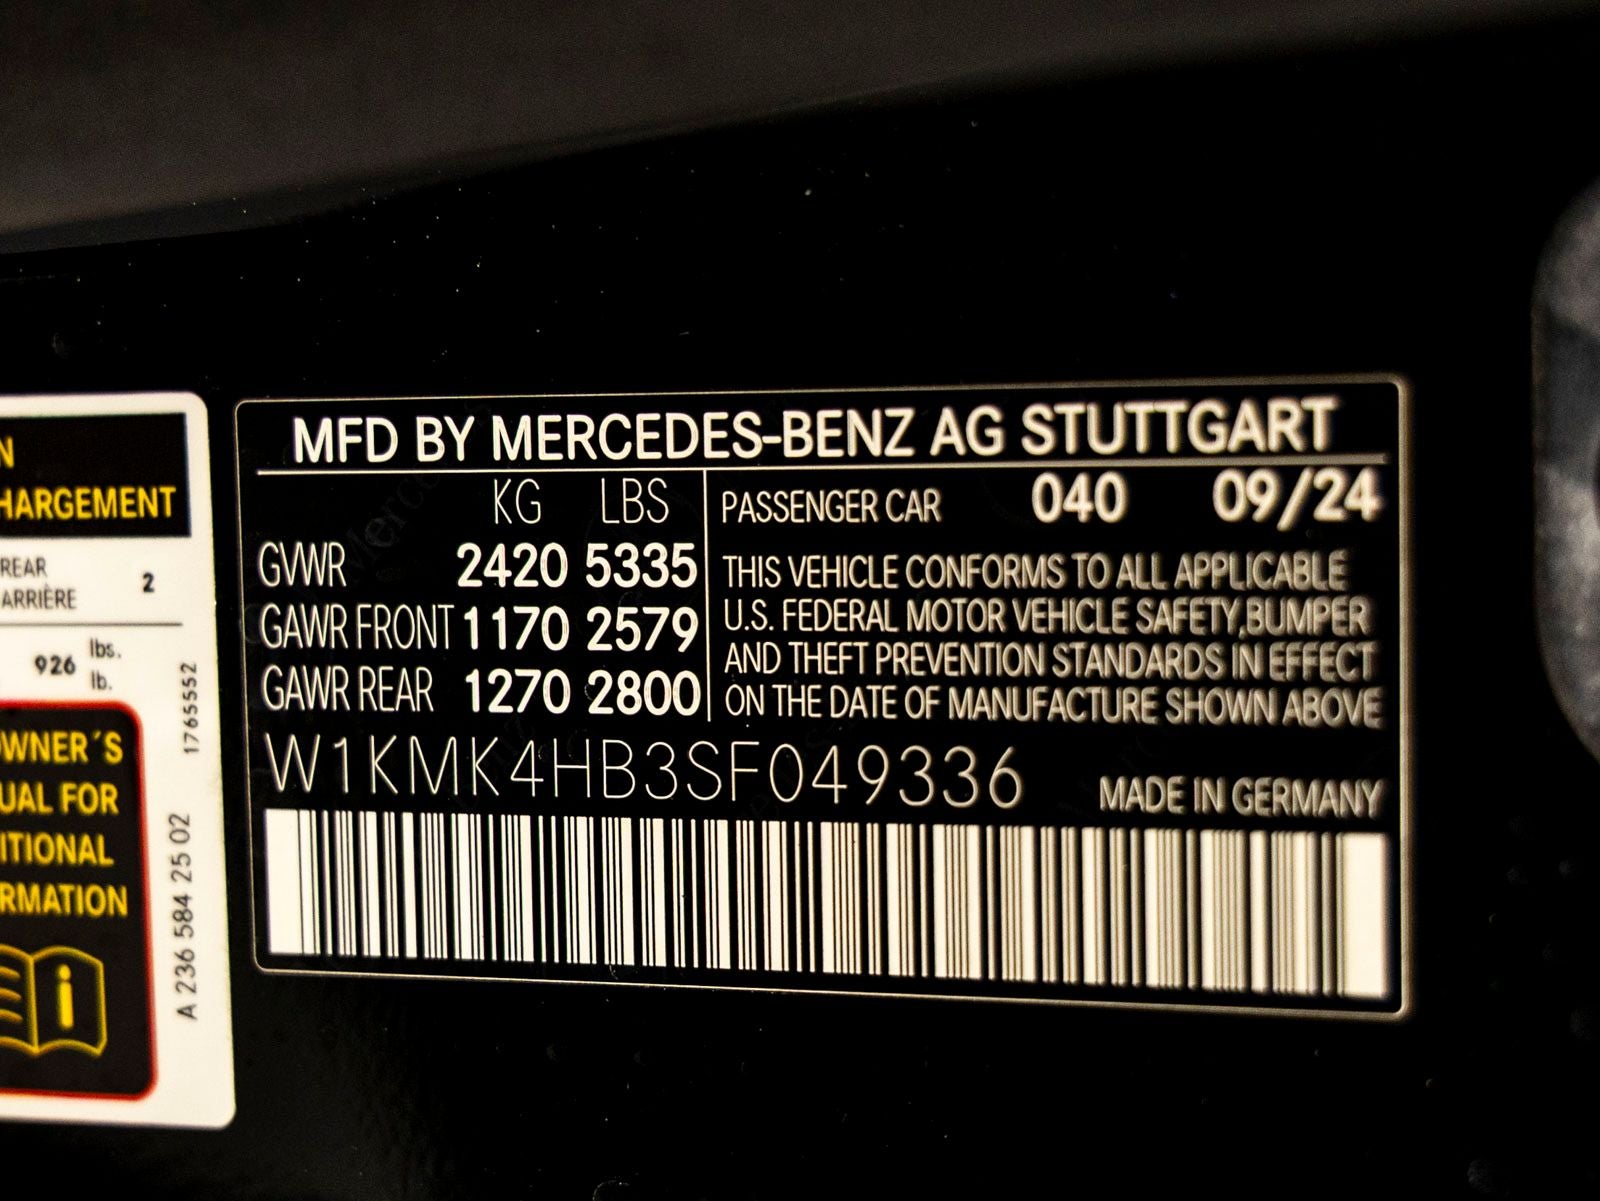 N
HARGEMENT
REAR
ARRIÈRE
2
926
lbs.
lb.
1765552
OWNER´S
UAL FOR
ITIONAL
RMATION
A 236 584 25 02
MFD BY MERCEDES-BENZ AG STUTTGART
KG LBS
GVWR 2420 5335
GAWR FRONT 1170 2579
GAWR REAR 1270 2800
PASSENGER CAR 040 09/24
THIS VEHICLE CONFORMS TO ALL APPLICABLE
U.S. FEDERAL MOTOR VEHICLE SAFETY,BUMPER
AND THEFT PREVENTION STANDARDS IN EFFECT
ON THE DATE OF MANUFACTURE SHOWN ABOVE
W1KMK4HB3SF049336
MADE IN GERMANY